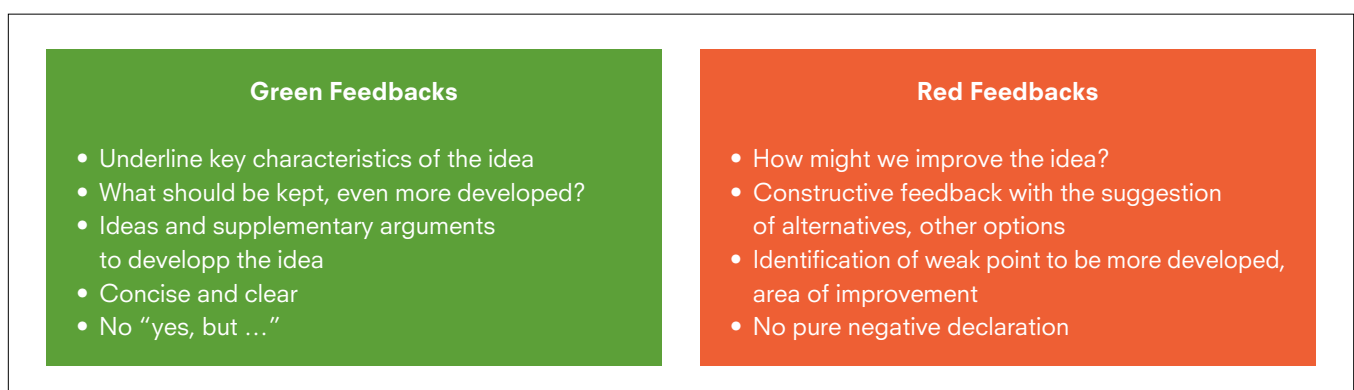 Green Feedbacks
• Underline key characteristics of the idea
• What should be kept, even more developed?
• Ideas and supplementary arguments
to developp the idea
• Concise and clear
• No “yes, but …”
Red Feedbacks
• How might we improve the idea?
• Constructive feedback with the suggestion
of alternatives, other options
• Identification of weak point to be more developed,
area of improvement
• No pure negative declaration